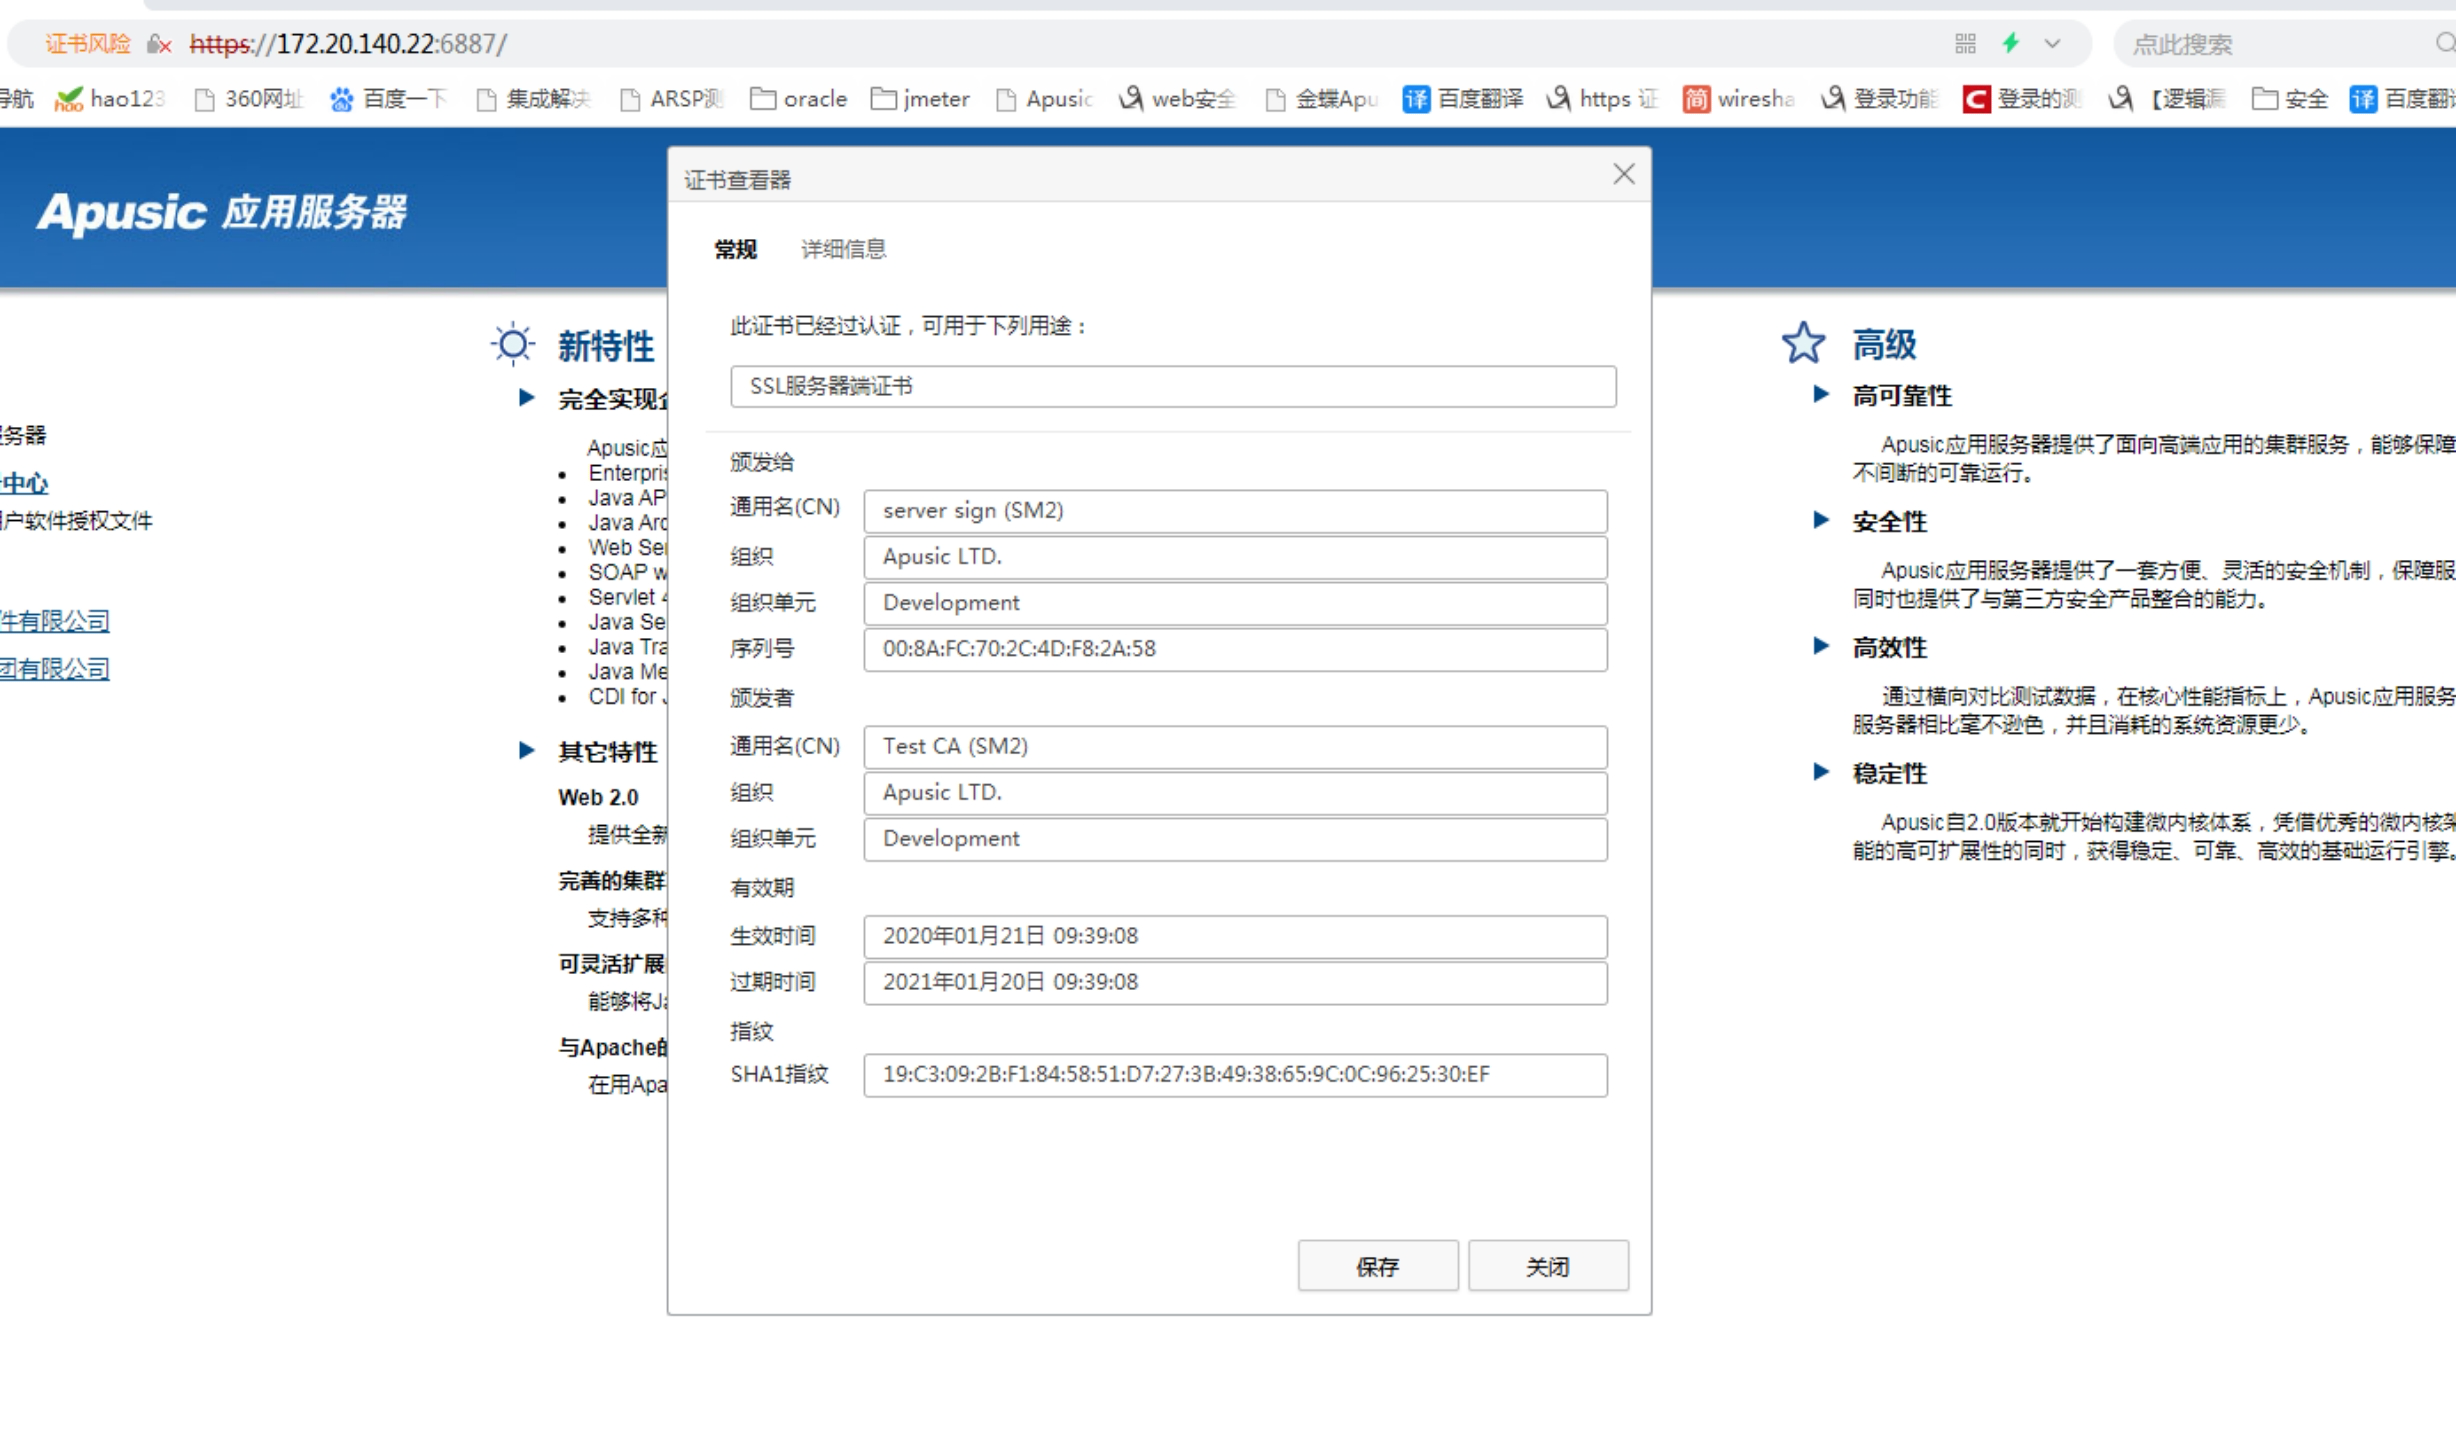 证书风险 https://172.20.140.22:6887/ 点此搜索
导航 hao123 360网址 百度一下 集成解决 ARSP测 oracle jmeter Apusic web安全 金蝶Apu 百度翻译 https 证 wiresha 登录功能 登录的测 【逻辑漏 安全 百度翻译
Apusic 应用服务器
务器
中心
户软件授权文件
件有限公司
团有限公司
新特性
完全实现企
Apusic应
Enterpris
Java AP
Java Arc
Web Ser
SOAP w
Servlet 4
Java Se
Java Tra
Java Me
CDI for J
其它特性
Web 2.0
提供全新
完善的集群
支持多种
可灵活扩展
能够将Ja
与Apache的
在用Apa
证书查看器
常规 详细信息
此证书已经过认证，可用于下列用途：
SSL服务器端证书
颁发给
通用名(CN) server sign (SM2)
组织 Apusic LTD.
组织单元 Development
序列号 00:8A:FC:70:2C:4D:F8:2A:58
颁发者
通用名(CN) Test CA (SM2)
组织 Apusic LTD.
组织单元 Development
有效期
生效时间 2020年01月21日 09:39:08
过期时间 2021年01月20日 09:39:08
指纹
SHA1指纹 19:C3:09:2B:F1:84:58:51:D7:27:3B:49:38:65:9C:0C:96:25:30:EF
保存 关闭
高级
高可靠性
Apusic应用服务器提供了面向高端应用的集群服务，能够保障
不间断的可靠运行。
安全性
Apusic应用服务器提供了一套方便、灵活的安全机制，保障服
同时也提供了与第三方安全产品整合的能力。
高效性
通过横向对比测试数据，在核心性能指标上，Apusic应用服务
服务器相比毫不逊色，并且消耗的系统资源更少。
稳定性
Apusic自2.0版本就开始构建微内核体系，凭借优秀的微内核架
能的高可扩展性的同时，获得稳定、可靠、高效的基础运行引擎。